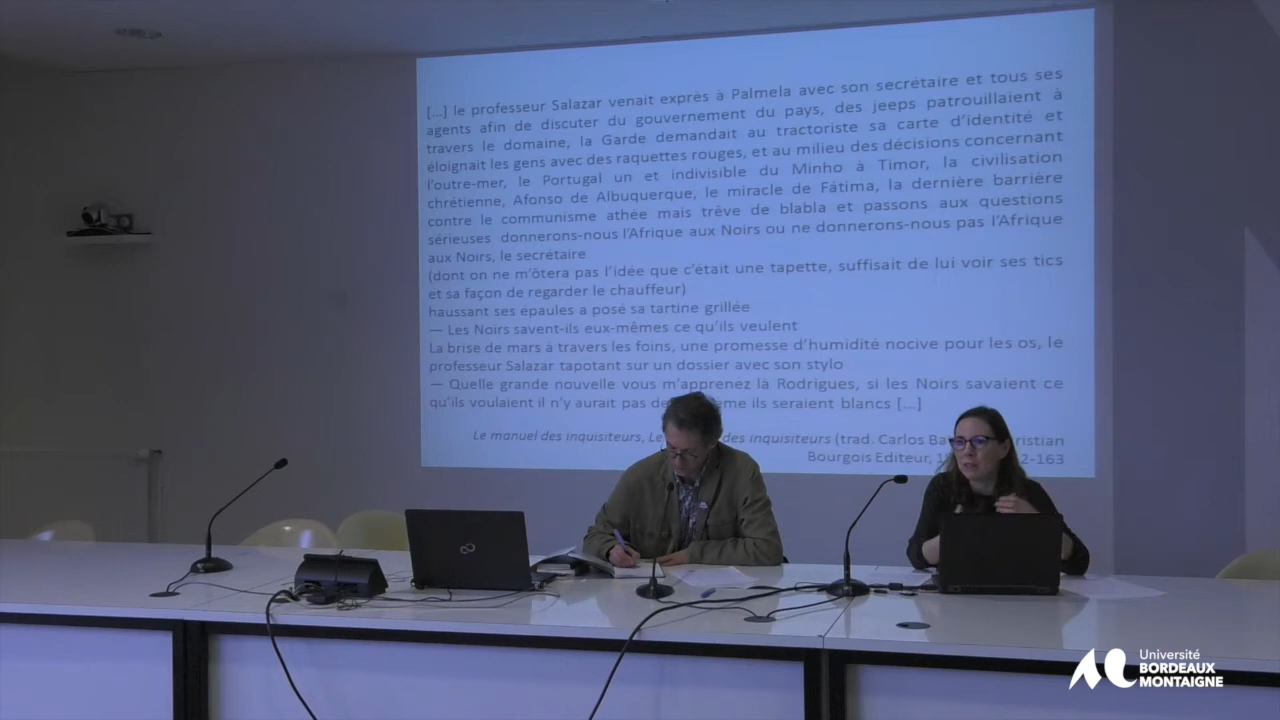 [...] le professeur Salazar venait exprès à Palmela avec son secrétaire et tous ses
agents afin de discuter du gouvernement du pays, des jeeps patrouillaient à
travers le domaine, la Garde demandait au tractoriste sa carte d'identité et
éloignait les gens avec des raquettes rouges, et au milieu des décisions concernant
l'outre-mer, le Portugal un et indivisible du Minho à Timor, la civilisation
chrétienne, Afonso de Albuquerque, le miracle de Fátima, la dernière barrière
contre le communisme athée mais trêve de blabla et passons aux questions
sérieuses donnerons-nous l'Afrique aux Noirs ou ne donnerons-nous pas l'Afrique
aux Noirs, le secrétaire
(dont on ne m'ôtera pas l'idée que c'était une tapette, suffisait de lui voir ses tics
et sa façon de regarder le chauffeur)
haussant ses épaules a posé sa tartine grillée
— Les Noirs savent-ils eux-mêmes ce qu'ils veulent
La brise de mars à travers les foins, une promesse d'humidité nocive pour les os, le
professeur Salazar tapotant sur un dossier avec son stylo
— Quelle grande nouvelle vous m'apprenez là Rodrigues, si les Noirs savaient ce
qu'ils voulaient il n'y aurait pas de ils seraient blancs [...]
Le manuel des inquisiteurs, des inquisiteurs (trad. Carlos
Bourgois Editeur, -163
Université
BORDEAUX
MONTAIGNE